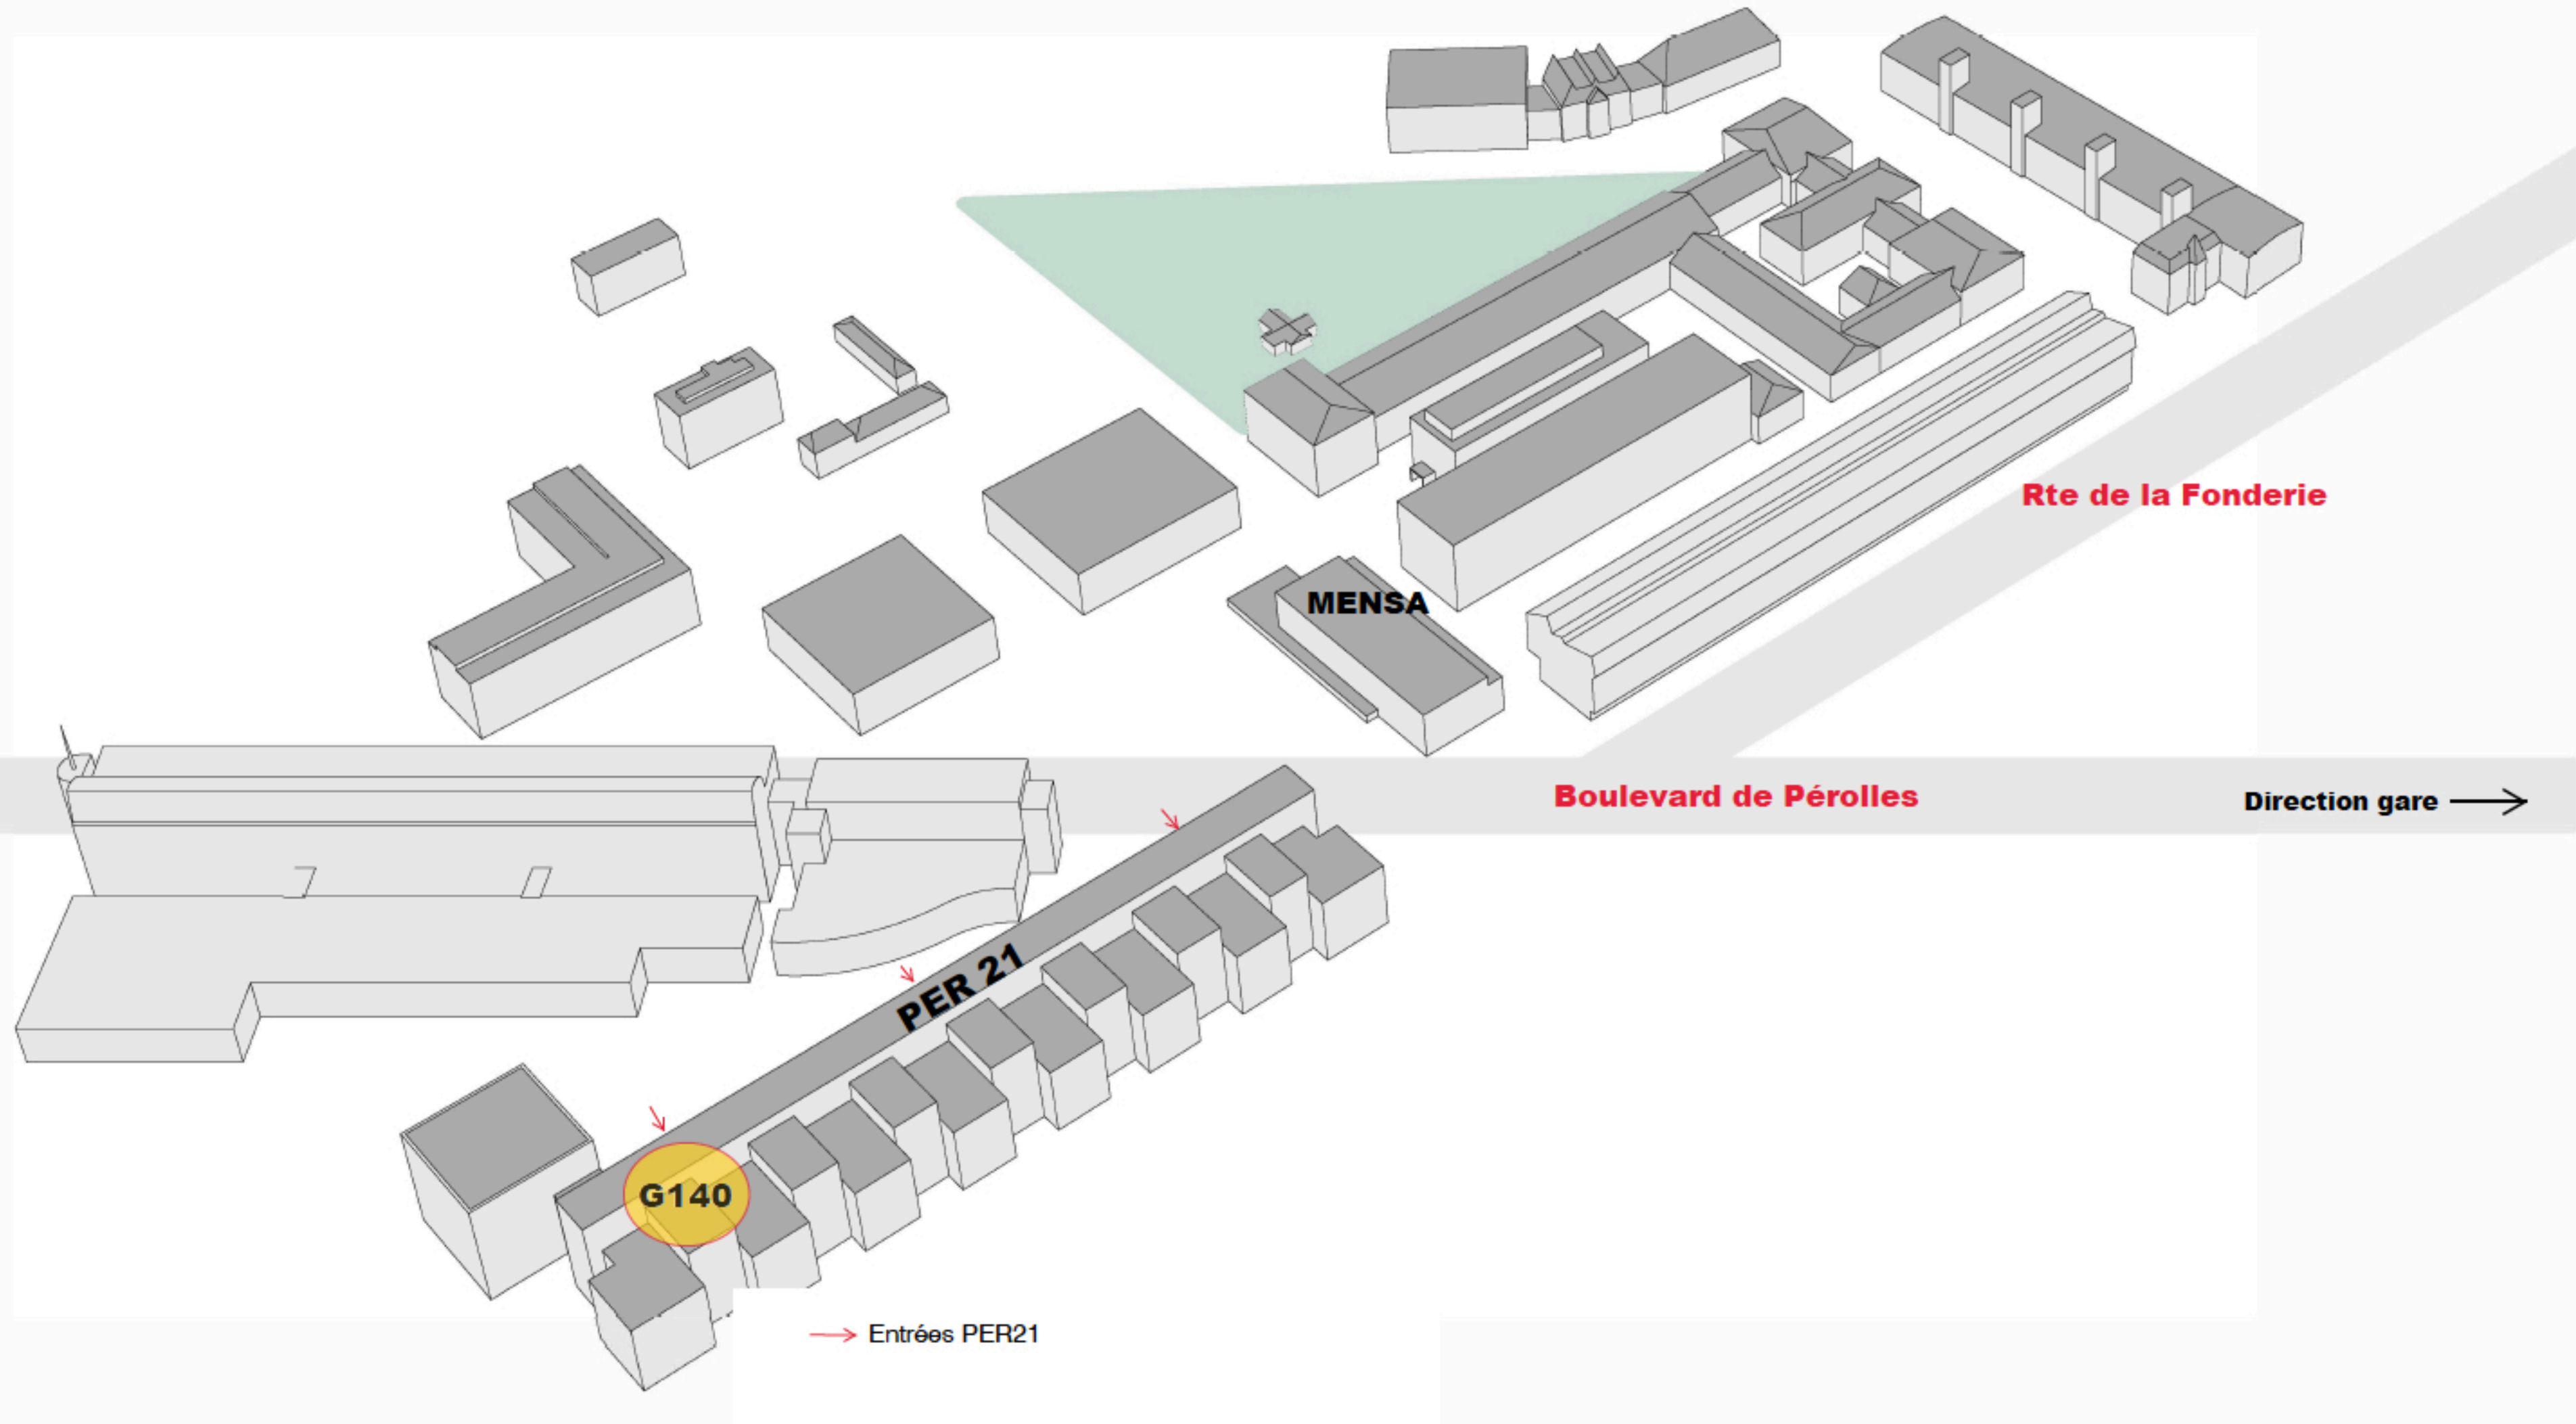 Rte de la Fonderie
MENSA
Boulevard de Pérolles
Direction gare
PER 21
G140
Entrées PER21